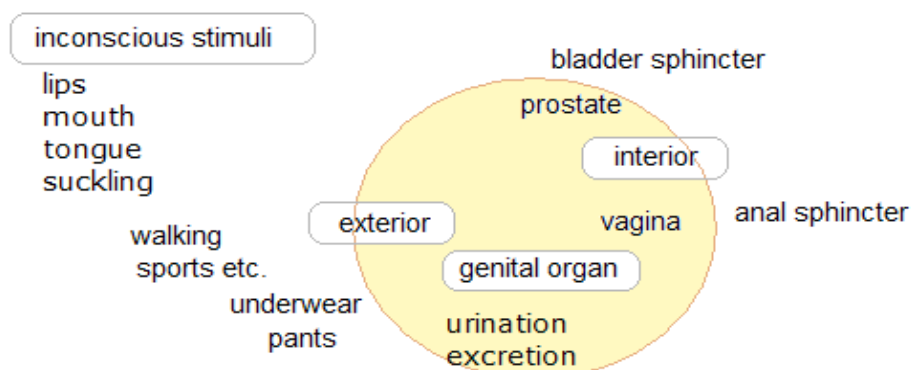 inconscious stimuli
lips
mouth
tongue
suckling
bladder sphincter
prostate
interior
exterior
vagina
anal sphincter
walking
sports etc.
genital organ
underwear
pants
urination
excretion